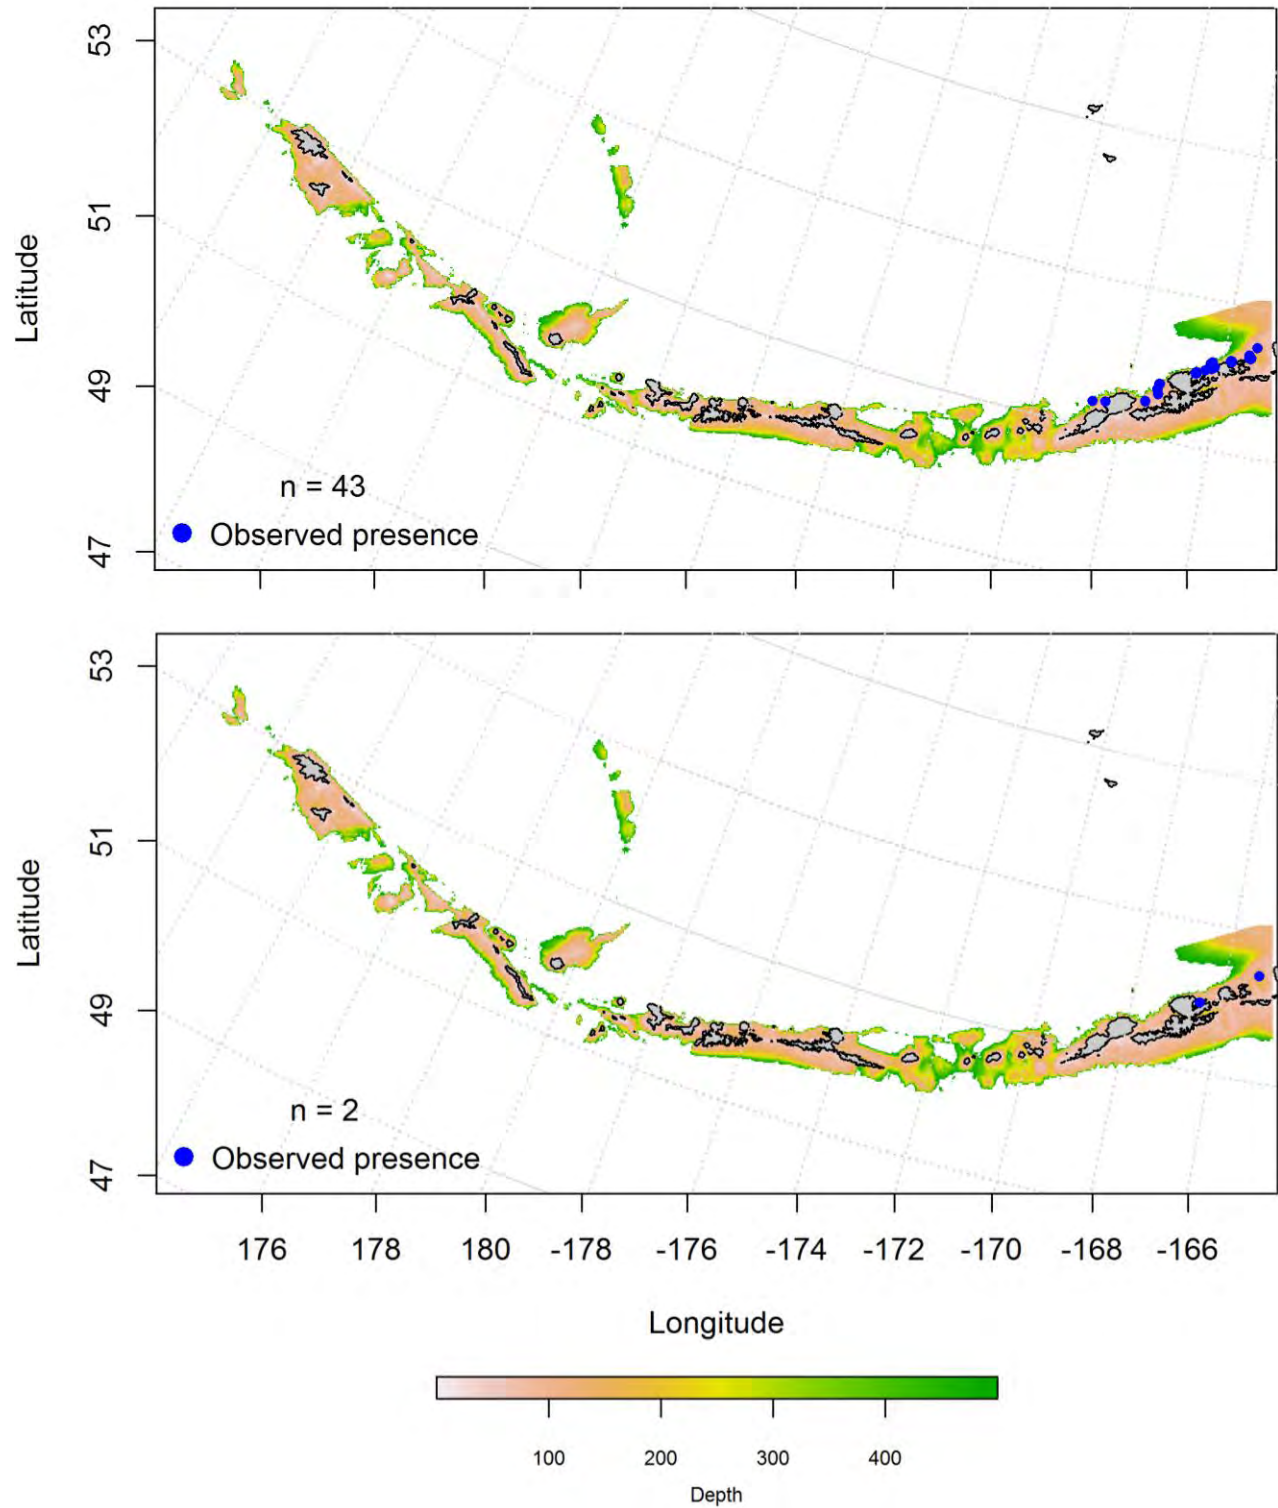 53
51
49
47
Latitude
n = 43
Observed presence
53
51
49
47
Latitude
n = 2
Observed presence
176 178 180 -178 -176 -174 -172 -170 -168 -166
Longitude
100 200 300 400
Depth